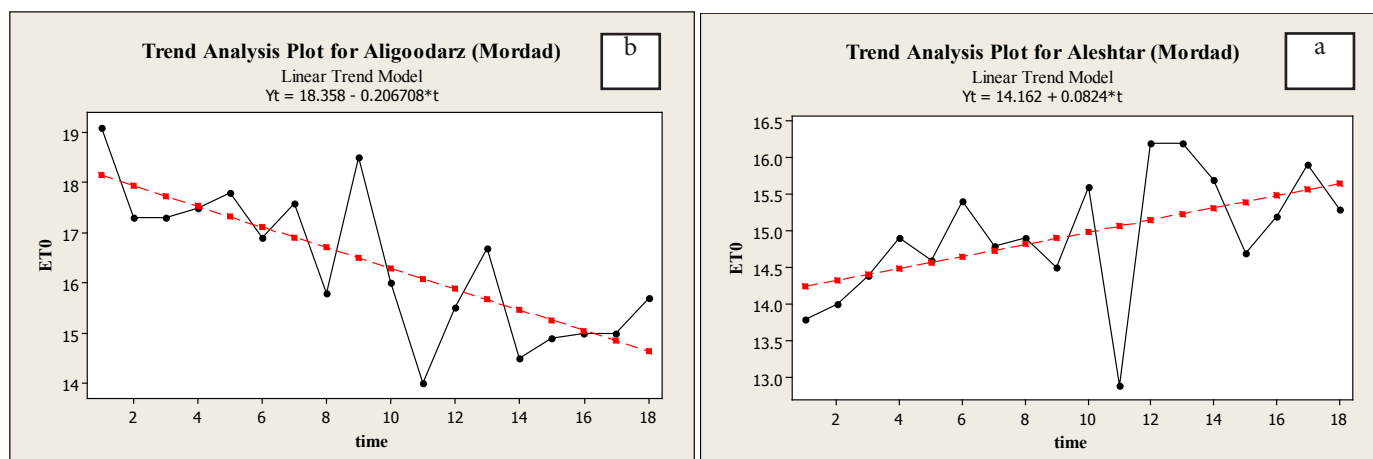 Trend Analysis Plot for Aligoodarz (Mordad)
b
Linear Trend Model
Yt = 18.358 - 0.206708*t
19
18
17
16
15
14
ET0
2 4 6 8 10 12 14 16 18
time
Trend Analysis Plot for Aleshtar (Mordad)
a
Linear Trend Model
Yt = 14.162 + 0.0824*t
16.5
16.0
15.5
15.0
14.5
14.0
13.5
13.0
ET0
2 4 6 8 10 12 14 16 18
time